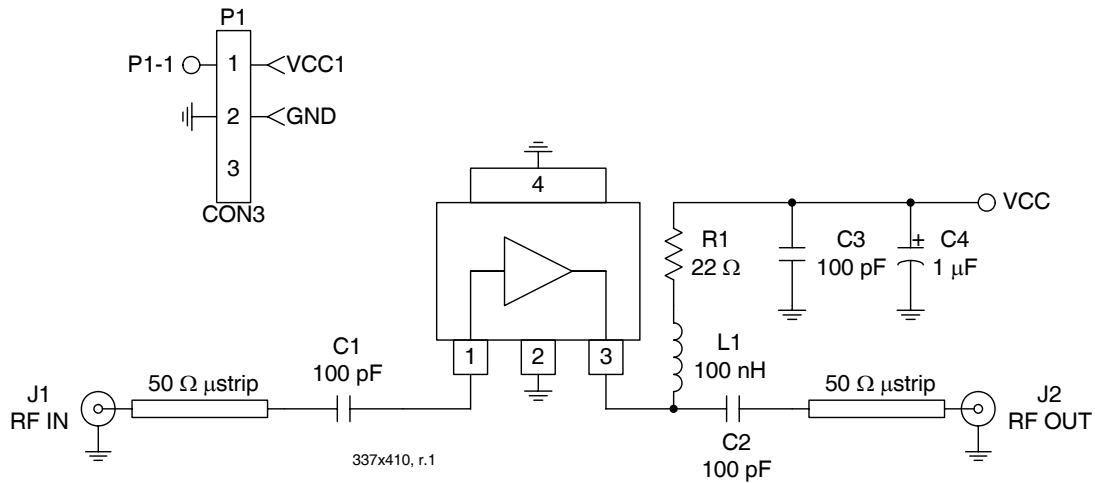 P1
P1-1
1
VCC1
2
GND
3
CON3
4
VCC
R1
22 Ω
C3
100 pF
C4
1 μF
+
1
2
3
L1
100 nH
C1
100 pF
J1
RF IN
50 Ω μstrip
50 Ω μstrip
J2
RF OUT
C2
100 pF
337x410, r.1